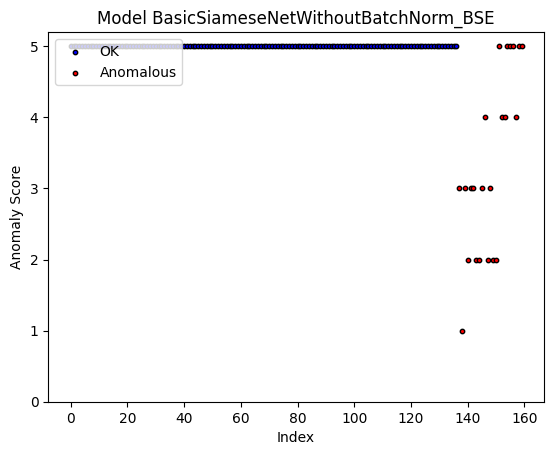 Model BasicSiameseNetWithoutBatchNorm_BSE
5
OK
Anomalous
4
3
2
1
0
Anomaly Score
0 20 40 60 80 100 120 140 160
Index